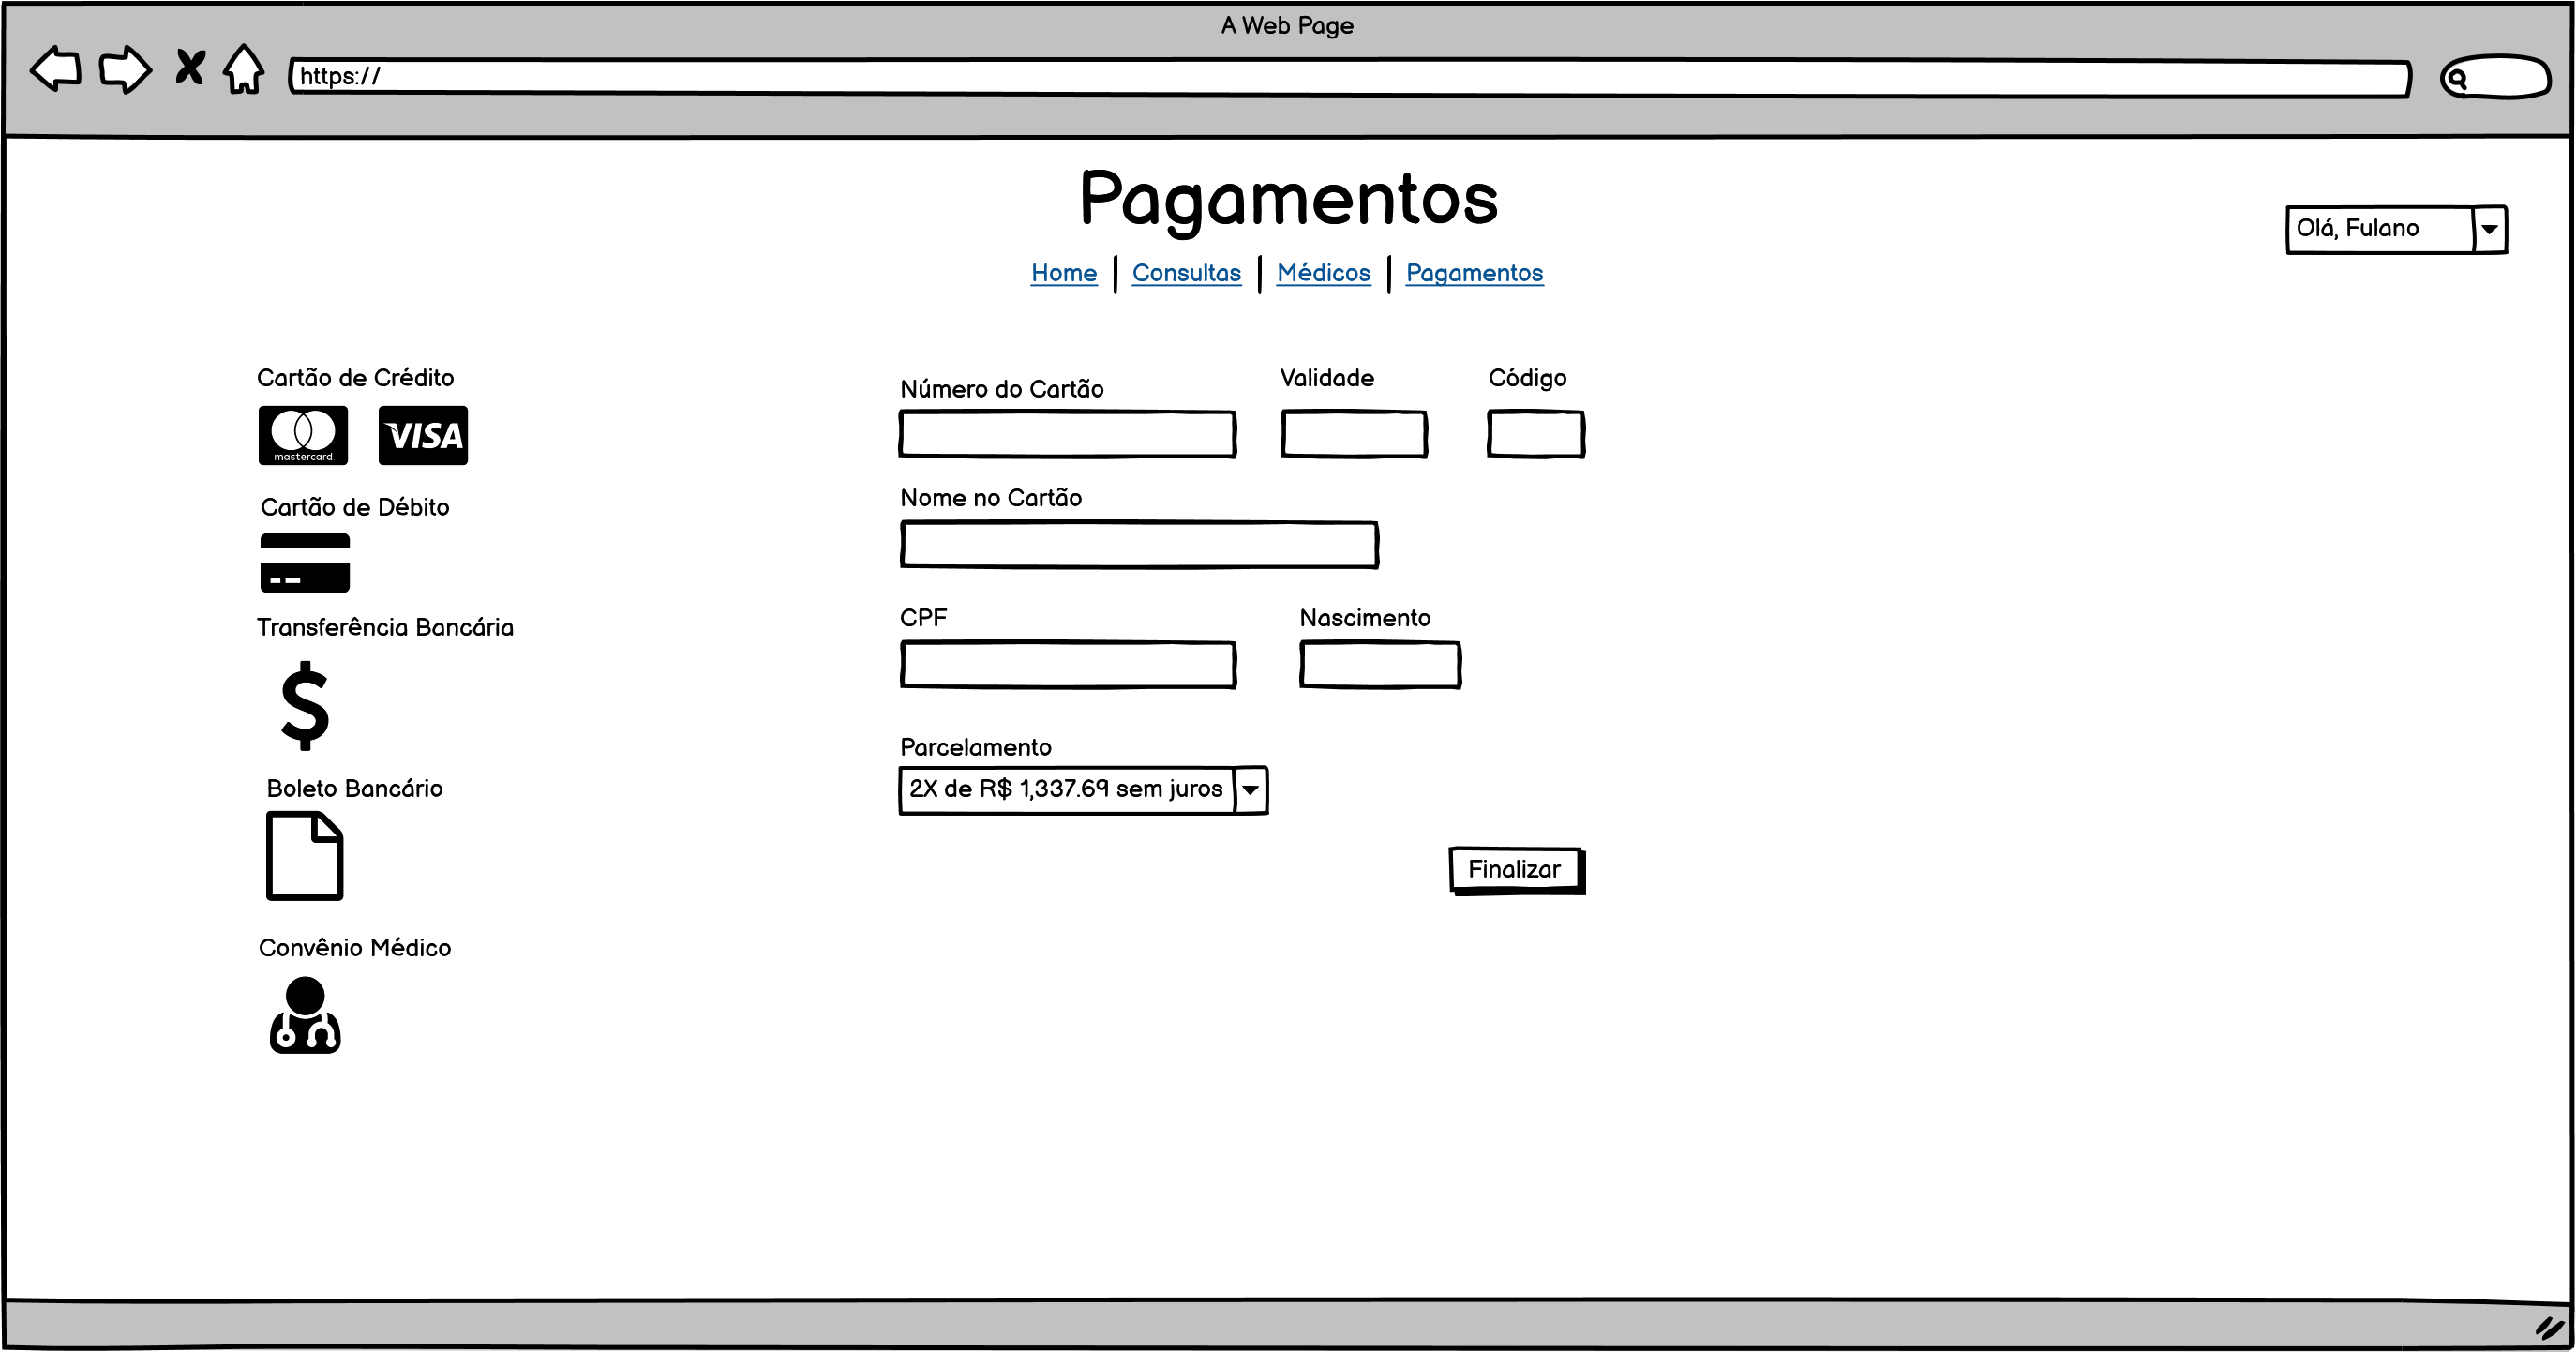 A Web Page
https://
Pagamentos
Olá, Fulano
Home Consultas Médicos Pagamentos
Cartão de Crédito
mastercard. VISA
Cartão de Débito
Transferência Bancária
$
Boleto Bancário
Convênio Médico
Número do Cartão Validade Código
Nome no Cartão
CPF Nascimento
Parcelamento
2X de R$ 1,337.69 sem juros
Finalizar